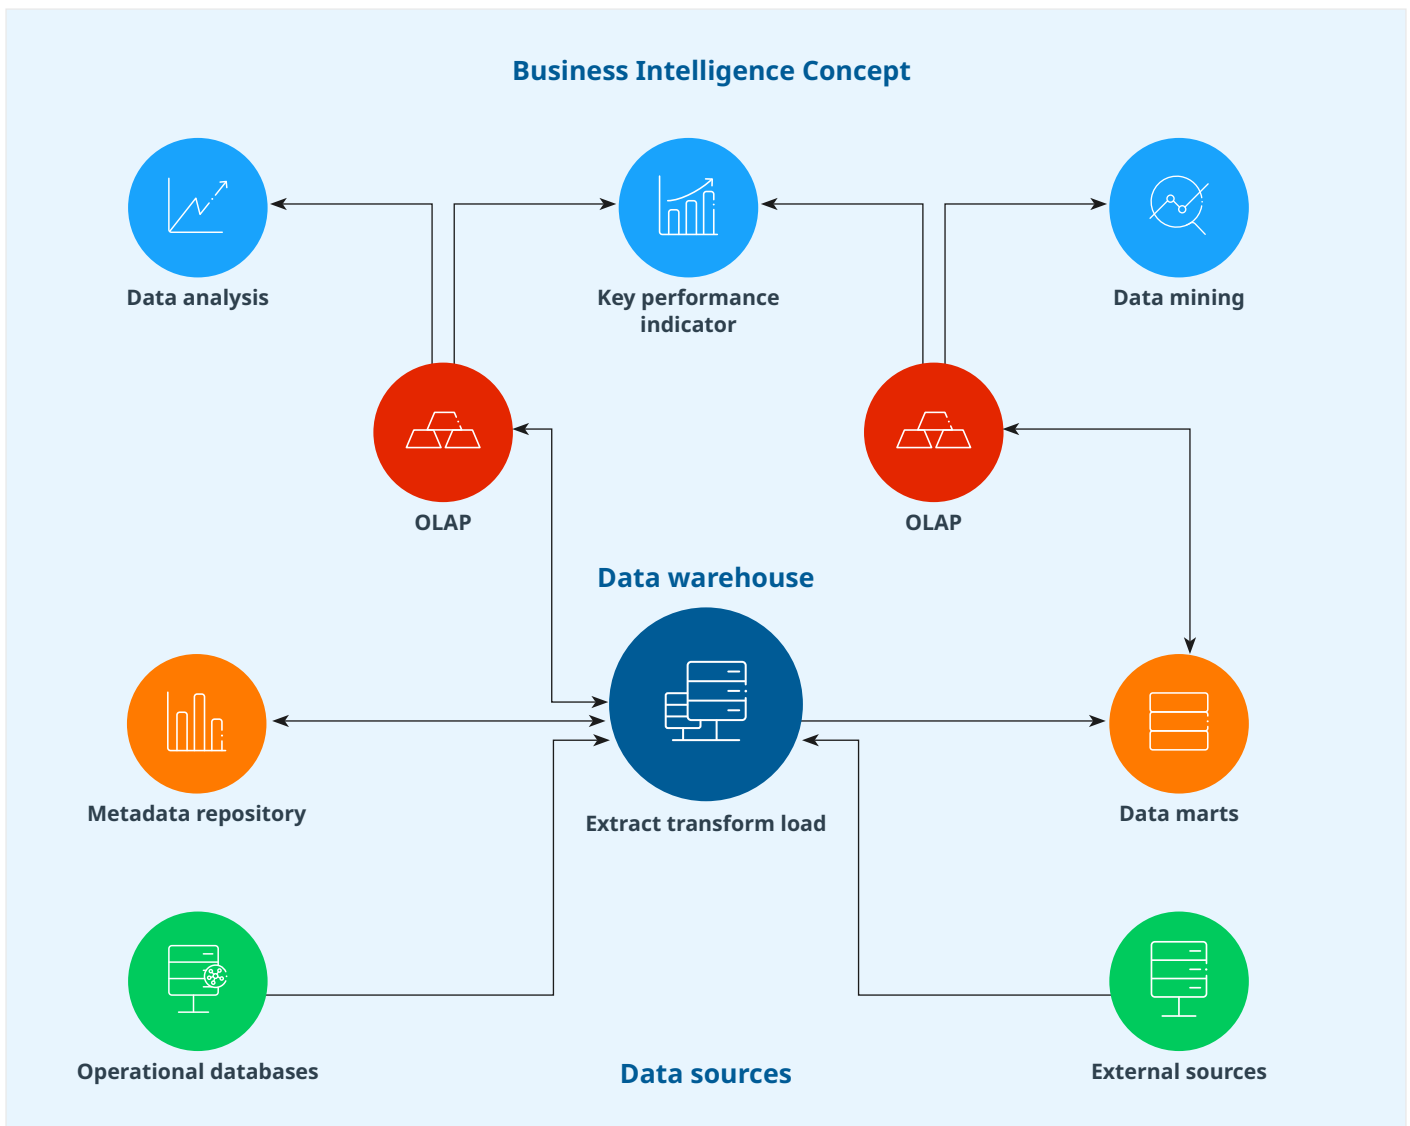 Business Intelligence Concept
Data analysis
Key performance
indicator
Data mining
OLAP
OLAP
Data warehouse
Metadada repository
Extract transform load
Data marts
Operational databases
Data sources
External sources